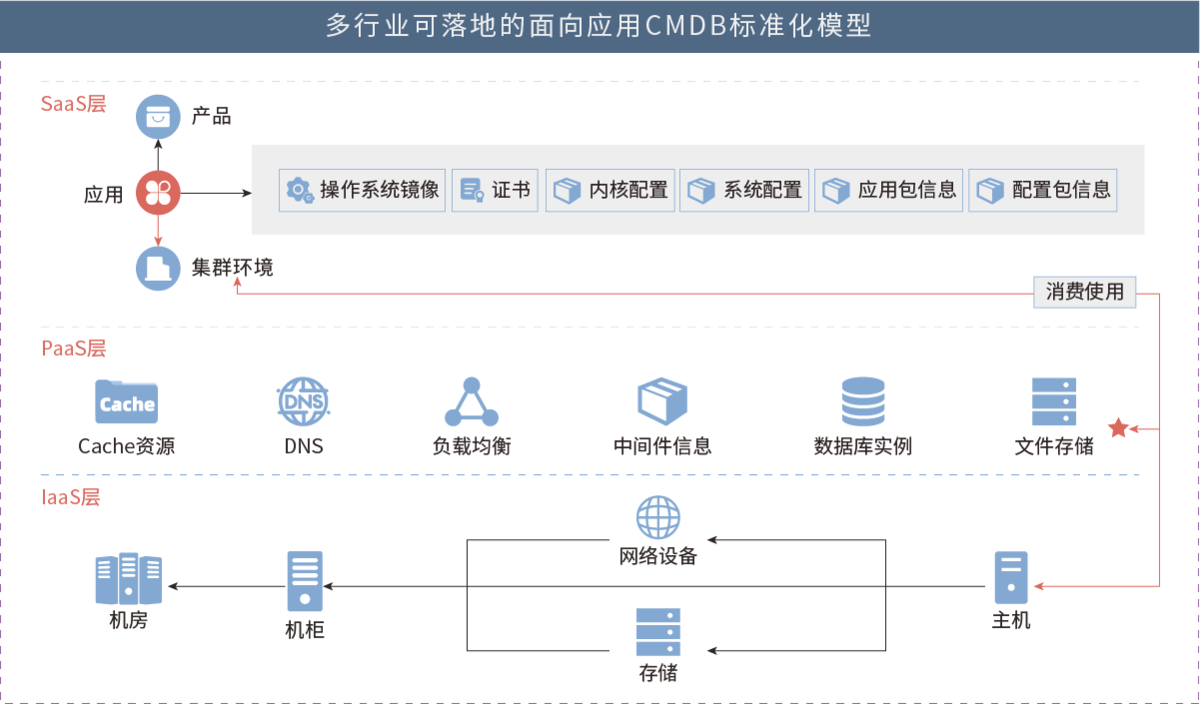 多行业可落地的面向应用CMDB标准化模型
SaaS层
产品
应用
操作系统镜像
证书
内核配置
系统配置
应用包信息
配置包信息
集群环境
消费使用
PaaS层
Cache
DNS
Cache资源
DNS
负载均衡
中间件信息
数据库实例
文件存储
IaaS层
网络设备
机房
机柜
主机
存储